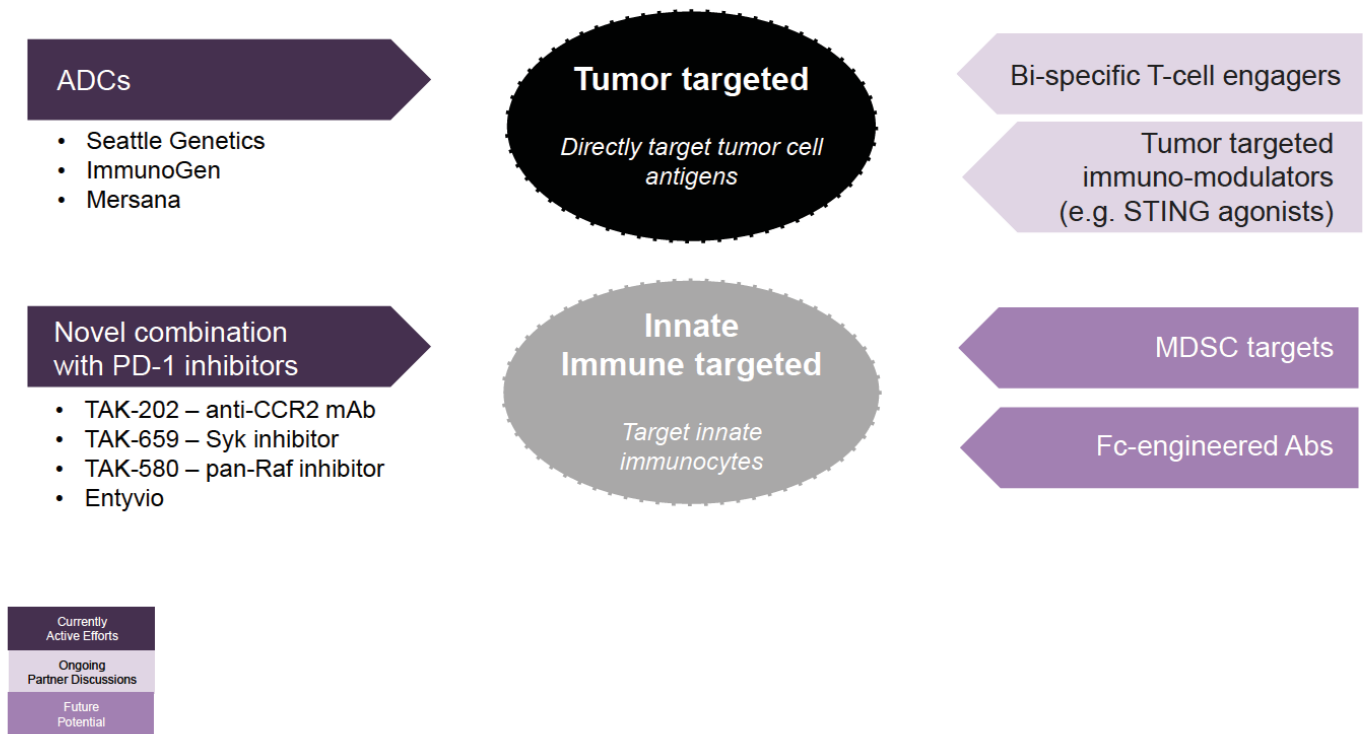 ADCs
• Seattle Genetics
• ImmunoGen
• Mersana
Tumor targeted
Directly target tumor cell
antigens
Bi-specific T-cell engagers
Tumor targeted
immuno-modulators
(e.g. STING agonists)
Novel combination
with PD-1 inhibitors
• TAK-202 – anti-CCR2 mAb
• TAK-659 – Syk inhibitor
• TAK-580 – pan-Raf inhibitor
• Entyvio
Innate
Immune targeted
Target innate
immunocytes
MDSC targets
Fc-engineered Abs
Currently
Active Efforts
Ongoing
Partner Discussions
Future
Potential